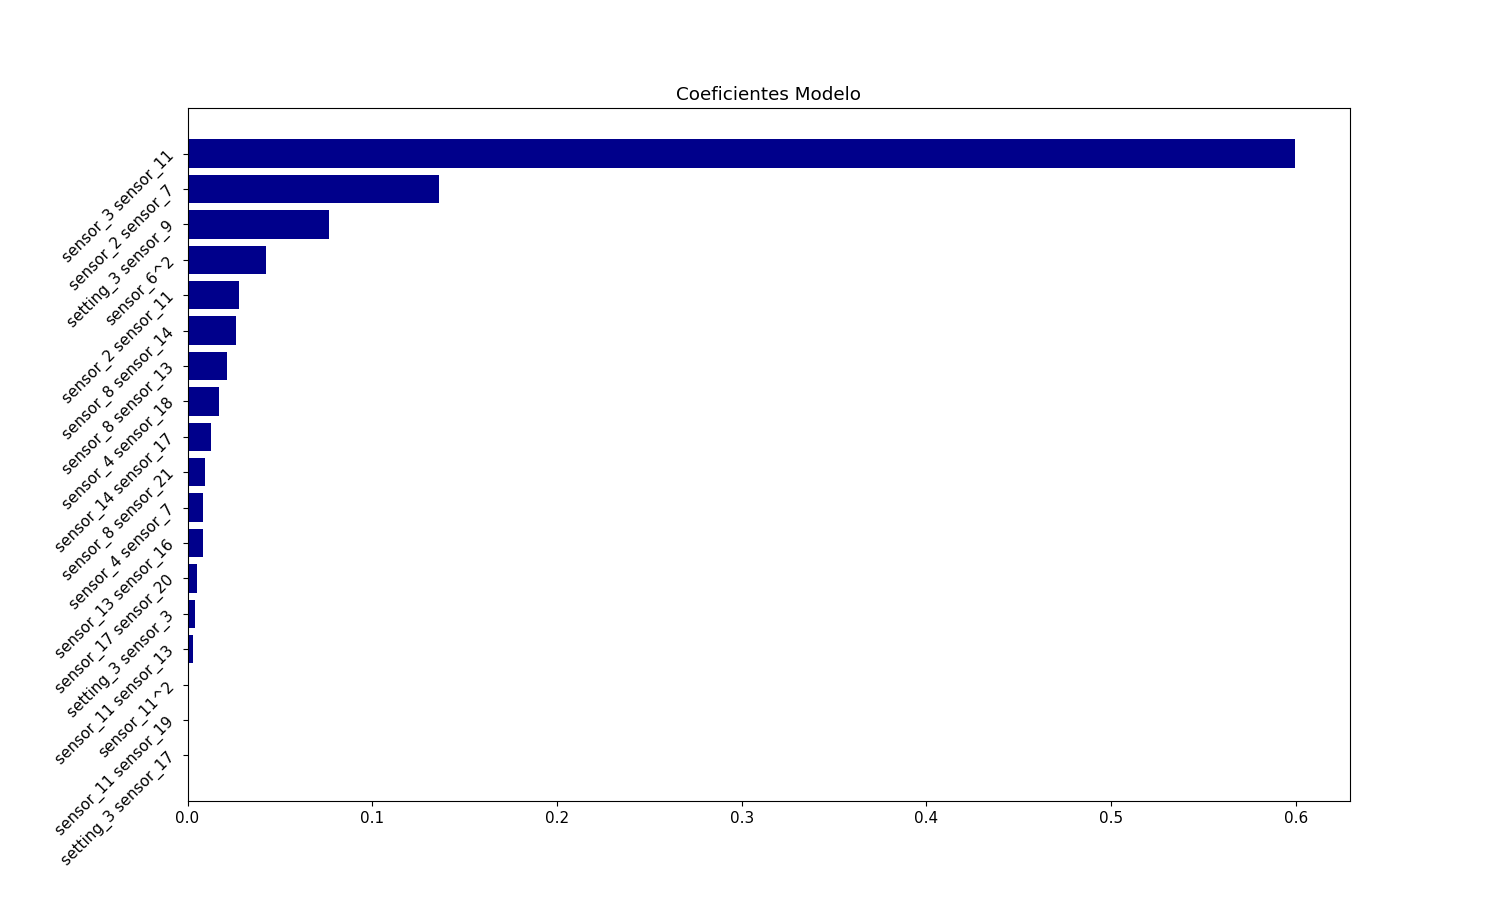 Coeficientes Modelo
sensor_3 sensor_11
sensor_2 sensor_7
setting_3 sensor_9
sensor_6^2
sensor_2 sensor_11
sensor_8 sensor_14
sensor_8 sensor_13
sensor_4 sensor_18
sensor_14 sensor_17
sensor_8 sensor_21
sensor_4 sensor_7
sensor_13 sensor_16
sensor_17 sensor_20
setting_3 sensor_3
sensor_11 sensor_13
sensor_11^2
sensor_11 sensor_19
setting_3 sensor_17
0.0 0.1 0.2 0.3 0.4 0.5 0.6